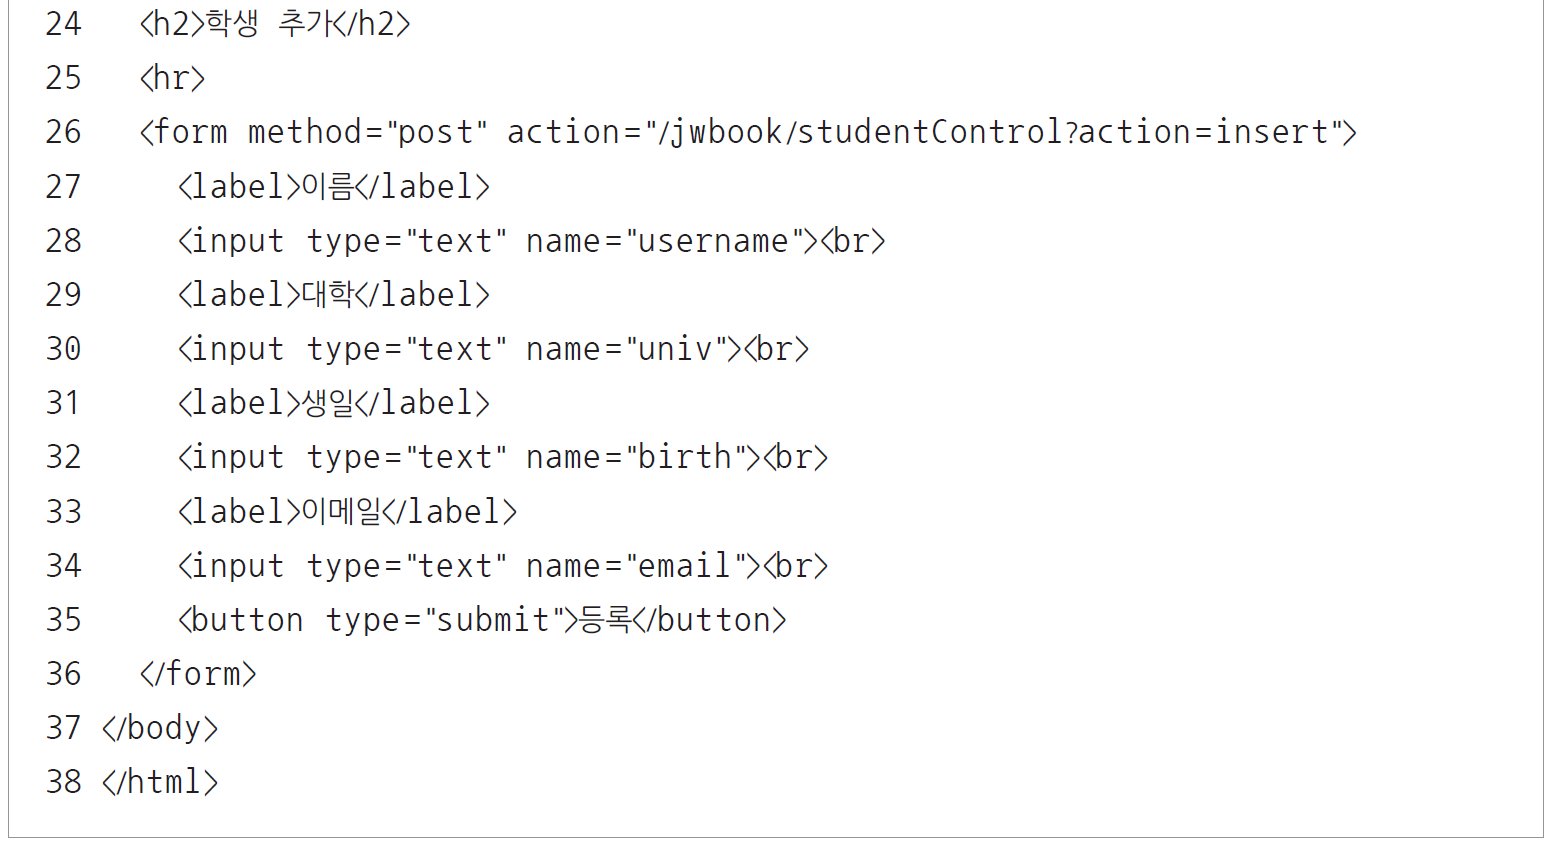 24 <h2>학생 추가</h2>
25 <hr>
26 <form method="post" action="/jwbook/studentControl?action=insert">
27 <label>이름</label>
28 <input type="text" name="username"><br>
29 <label>대학</label>
30 <input type="text" name="univ"><br>
31 <label>생일</label>
32 <input type="text" name="birth"><br>
33 <label>이메일</label>
34 <input type="text" name="email"><br>
35 <button type="submit">등록</button>
36 </form>
37 </body>
38 </html>